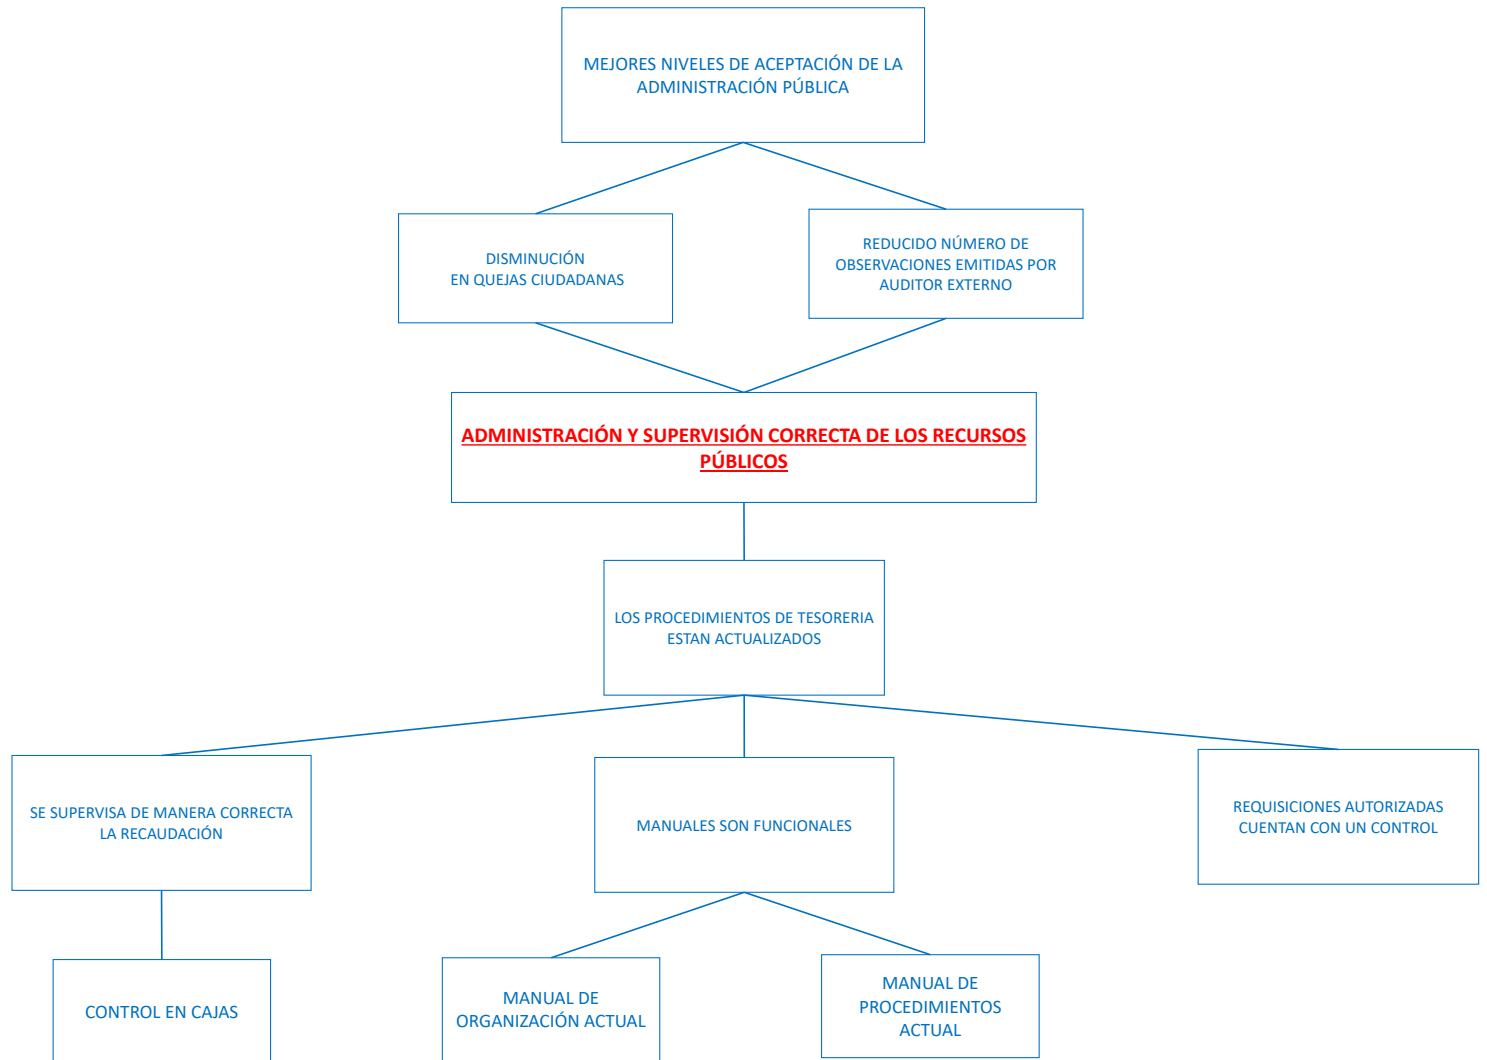 MEJORES NIVELES DE ACEPTACIÓN DE LA
ADMINISTRACIÓN PÚBLICA
DISMINUCIÓN
EN QUEJAS CIUDADANAS
REDUCIDO NÚMERO DE
OBSERVACIONES EMITIDAS POR
AUDITOR EXTERNO
ADMINISTRACIÓN Y SUPERVISIÓN CORRECTA DE LOS RECURSOS
PÚBLICOS
LOS PROCEDIMIENTOS DE TESORERIA
ESTAN ACTUALIZADOS
SE SUPERVISA DE MANERA CORRECTA
LA RECAUDACIÓN
MANUALES SON FUNCIONALES
REQUISICIONES AUTORIZADAS
CUENTAN CON UN CONTROL
CONTROL EN CAJAS
MANUAL DE
ORGANIZACIÓN ACTUAL
MANUAL DE
PROCEDIMIENTOS
ACTUAL